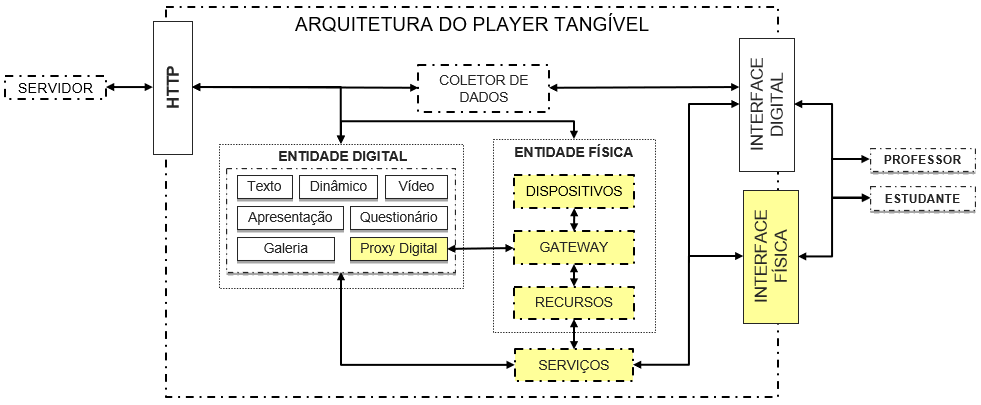 ARQUITETURA DO PLAYER TANGÍVEL
SERVIDOR
HTTP
COLETOR DE
DADOS
INTERFACE
DIGITAL
ENTIDADE DIGITAL
Texto
Dinâmico
Vídeo
Apresentação
Questionário
Galeria
Proxy Digital
ENTIDADE FÍSICA
DISPOSITIVOS
GATEWAY
RECURSOS
SERVIÇOS
INTERFACE
FÍSICA
PROFESSOR
ESTUDANTE